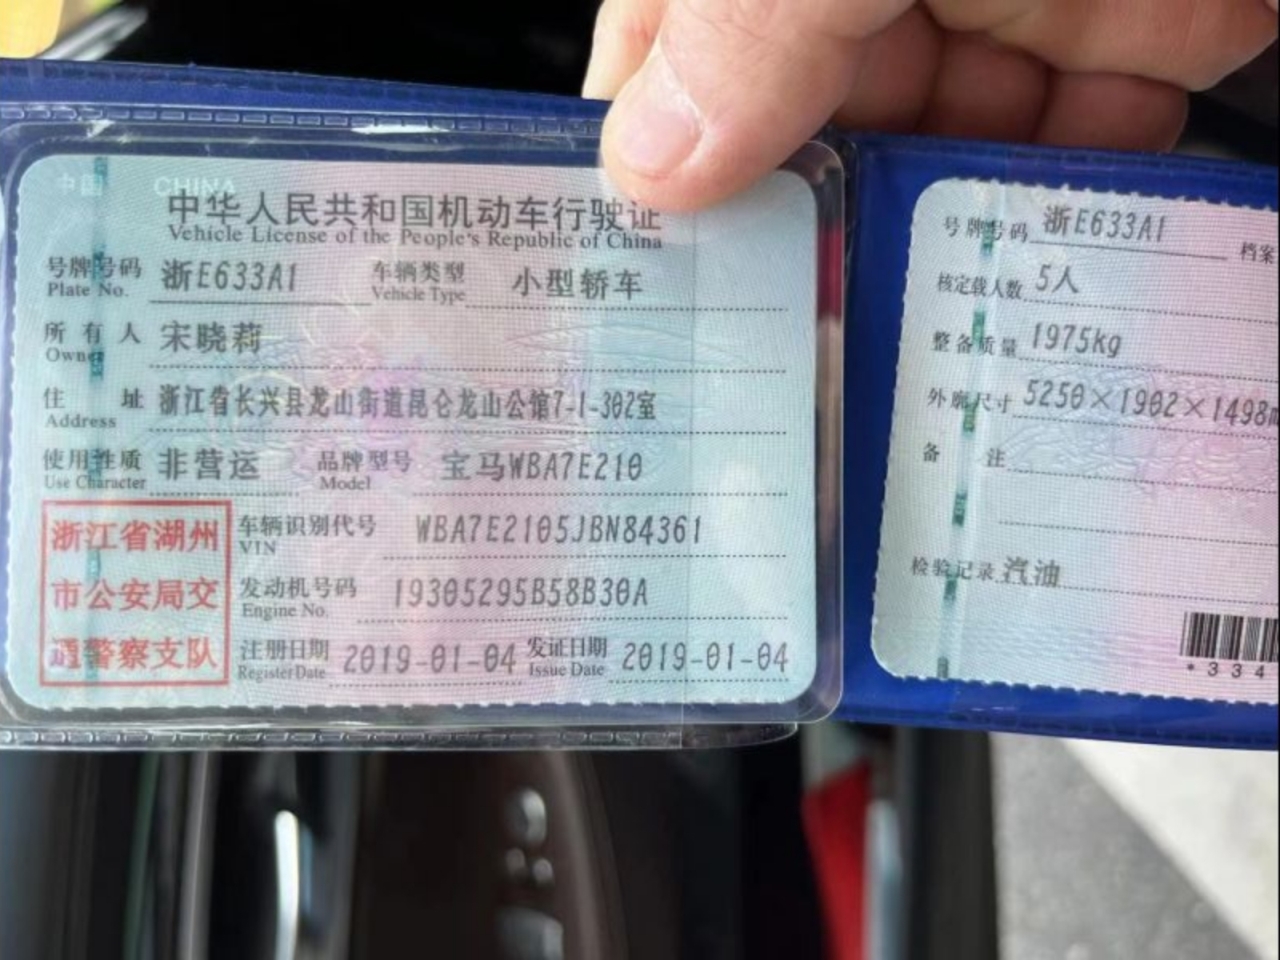 中国 CHINA
中华人民共和国机动车行驶证
Vehicle License of the People's Republic of China
号牌号码 浙E633A1 车辆类型 小型轿车
Plate No. Vehicle Type
所有人 宋晓莉
Owner
住址 浙江省长兴县龙山街道昆仑龙山公馆7-1-302室
Address
使用性质 非营运 品牌型号 宝马WBA7E210
Use Character Model
浙江省湖州
市公安局交
通警察支队
车辆识别代号 WBA7E2105JBN84361
VIN
发动机号码 19305295B58B30A
Engine No.
注册日期 2019-01-04 发证日期 2019-01-04
Register Date Issue Date
号牌号码 浙E633A1 档案
核定载人数 5人
整备质量 1975kg
外廓尺寸 5250×1902×1498
备注
检验记录 汽油
*334